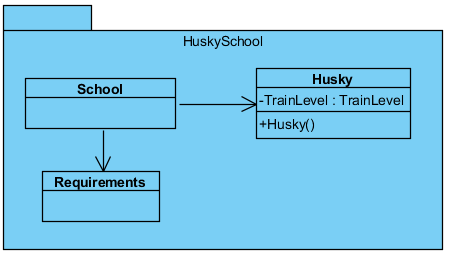 HuskySchool
School
Husky
-TrainLevel : TrainLevel
+Husky()
Requirements